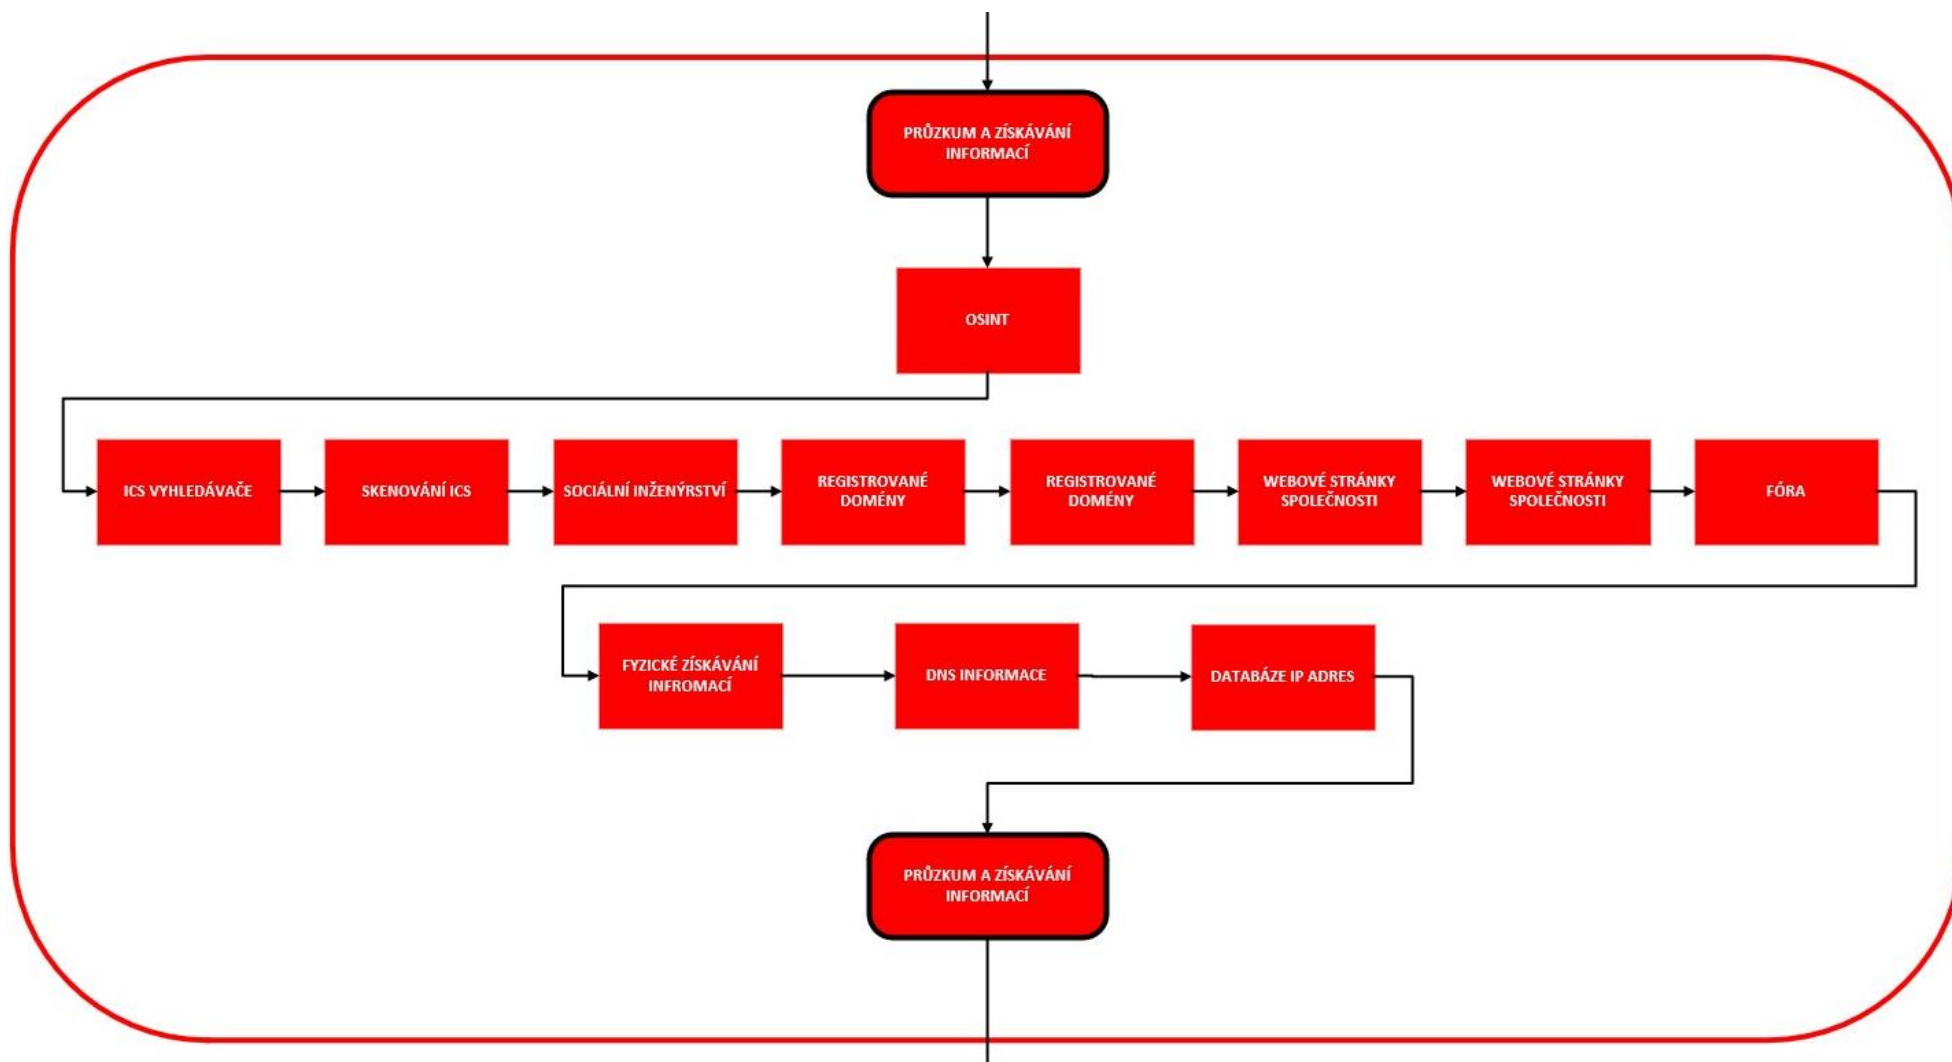 PRŮZKUM A ZÍSKÁVÁNÍ
INFORMACÍ
OSINT
ICS VYHLEDÁVAČE
SKENOVÁNÍ ICS
SOCIÁLNÍ INŽENÝRSTVÍ
REGISTROVANÉ
DOMÉNY
REGISTROVANÉ
DOMÉNY
WEBOVÉ STRÁNKY
SPOLEČNOSTI
WEBOVÉ STRÁNKY
SPOLEČNOSTI
FÓRA
FYZICKÉ ZÍSKÁVÁNÍ
INFROMACÍ
DNS INFORMACE
DATABÁZE IP ADRES
PRŮZKUM A ZÍSKÁVÁNÍ
INFORMACÍ